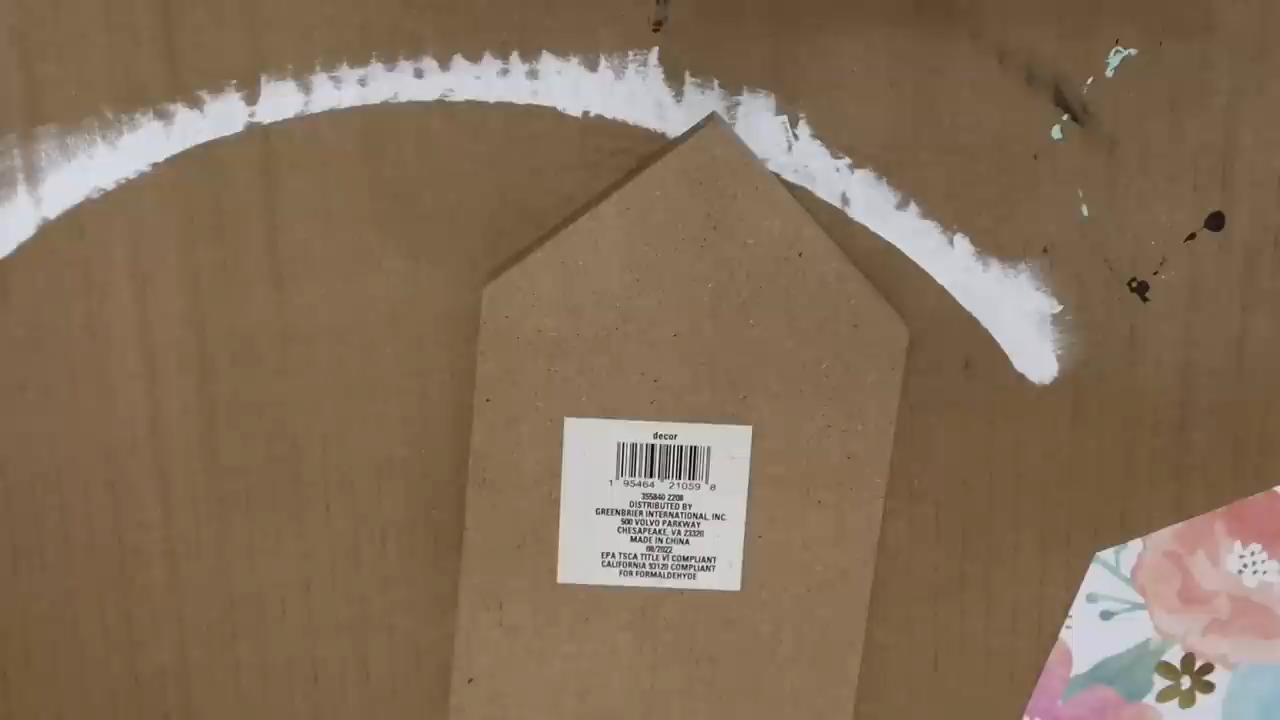 decor
1 95464 21059 8
355840 2208
DISTRIBUTED BY
GREENBRIER INTERNATIONAL, INC.
500 VOLVO PARKWAY
CHESAPEAKE, VA 23320
MADE IN CHINA
08/2022
EPA TSCA TITLE VI COMPLIANT
CALIFORNIA 93120 COMPLIANT
FOR FORMALDEHYDE